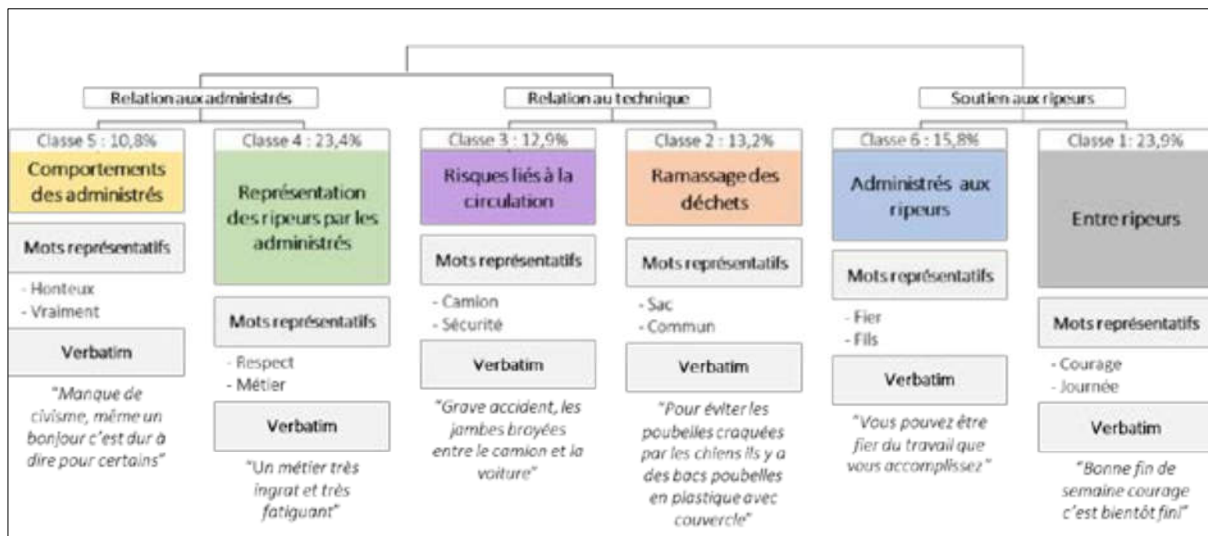 Relation aux administrés
Relation au technique
Soutien aux ripeurs
Classe 5 : 10,8%
Comportements
des administrés
Mots représentatifs
- Honteux
- Vraiment
Verbatim
"Manque de
civisme, même un
bonjour c'est dur à
dire pour certains"
Classe 4 : 23,4%
Représentation
des ripeurs par les
administrés
Mots représentatifs
- Respect
- Métier
Verbatim
"Un métier très
ingrat et très
fatiguant"
Classe 3 : 12,9%
Risques liés à la
circulation
Mots représentatifs
- Camion
- Sécurité
Verbatim
"Grave accident, les
jambes broyées
entre le camion et la
voiture"
Classe 2 : 13,2%
Ramassage des
déchets
Mots représentatifs
- Sac
- Commun
Verbatim
"Pour éviter les
poubelles craquées
par les chiens ils y a
des bacs poubelles
en plastique avec
couvercle"
Classe 6 : 15,8%
Administrés aux
ripeurs
Mots représentatifs
- Fier
- Fils
Verbatim
"Vous pouvez être
fier du travail que
vous accomplissez"
Classe 1: 23,9%
Entre ripeurs
Mots représentatifs
- Courage
- Journée
Verbatim
"Bonne fin de
semaine courage
c'est bientôt fini"